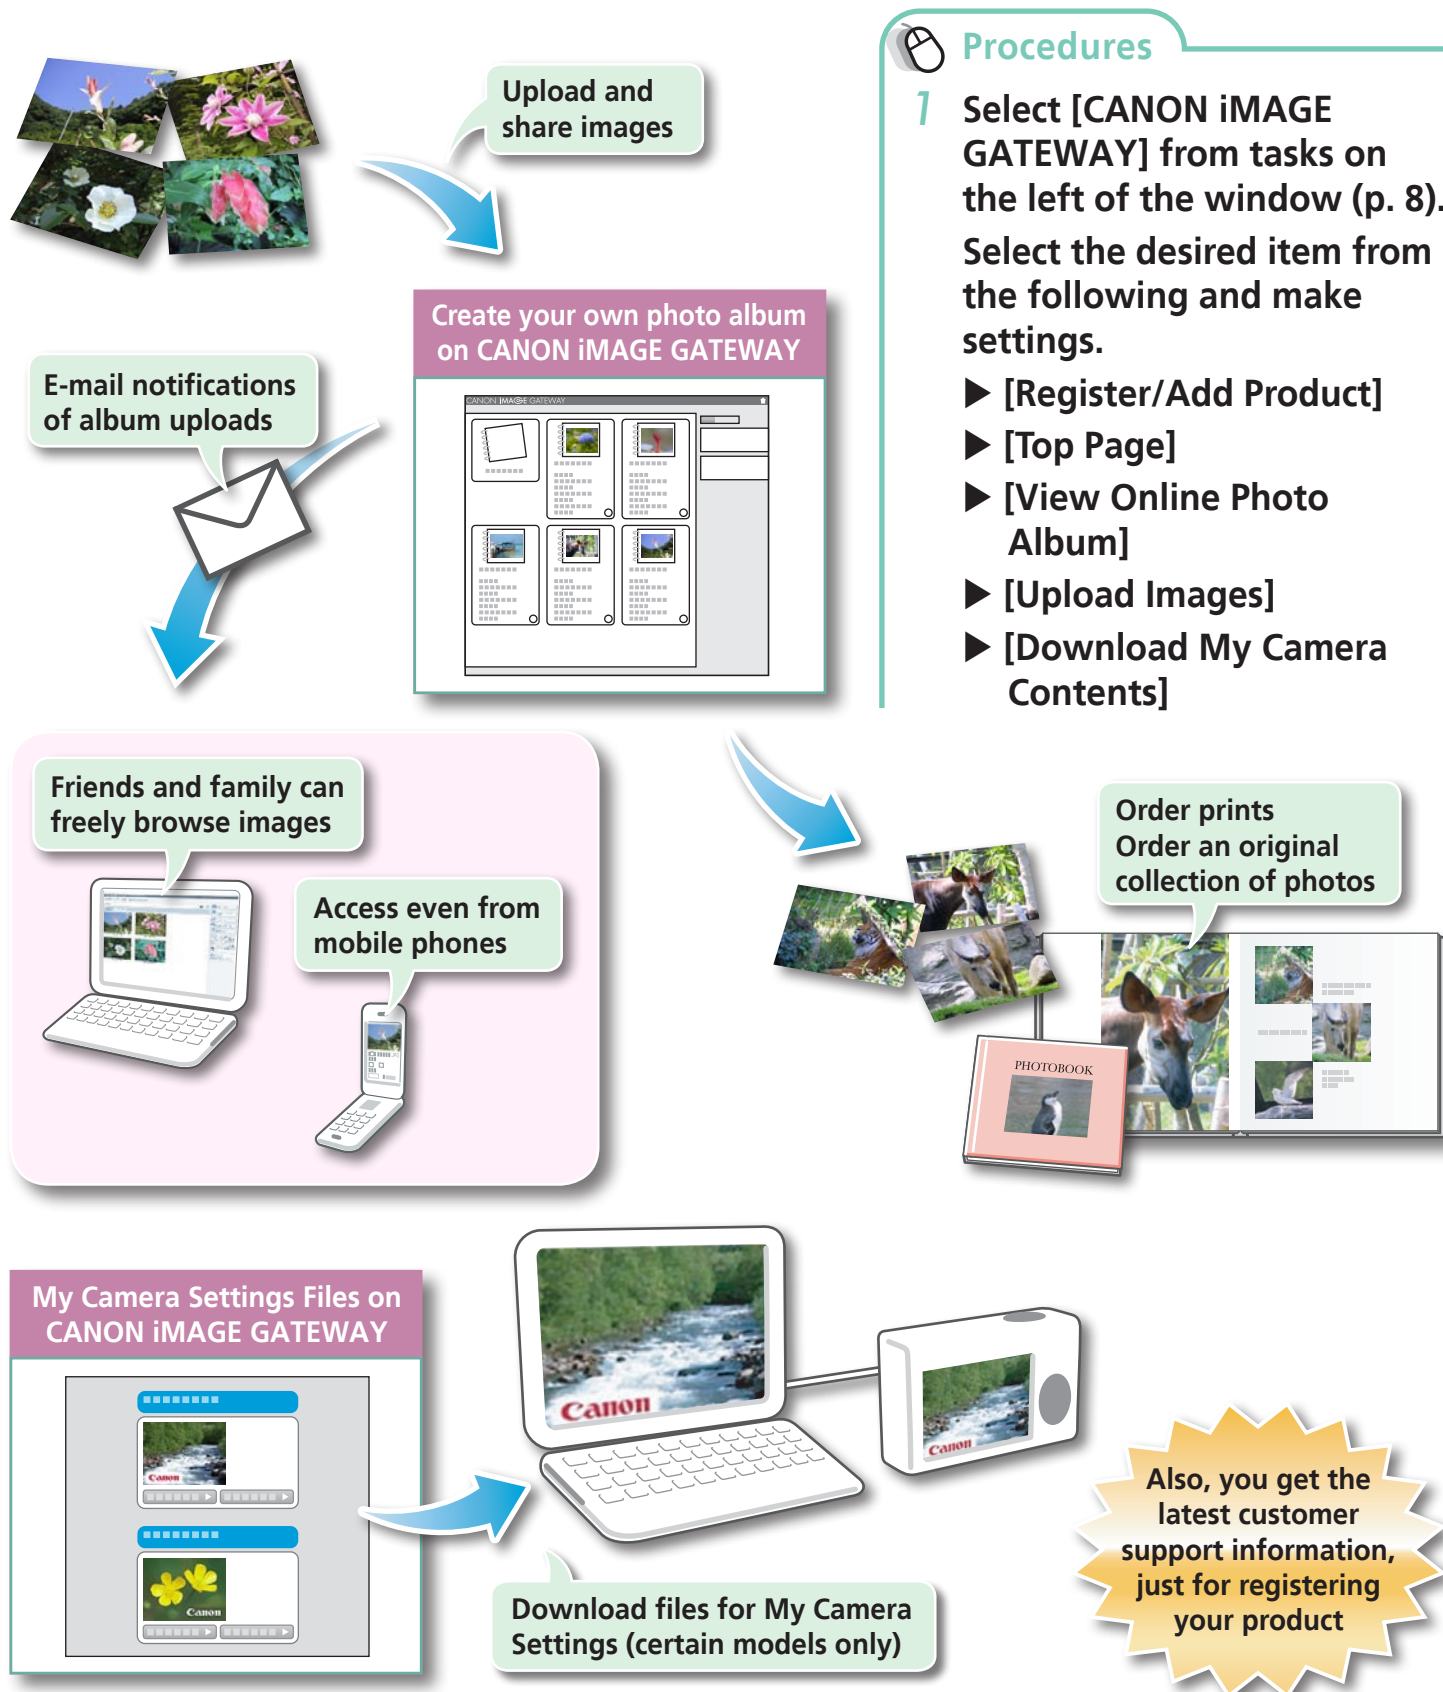 Upload and
share images
Create your own photo album
on CANON iMAGE GATEWAY
CANON iMAGE GATEWAY
E-mail notifications
of album uploads
Procedures
1 Select [CANON iMAGE
GATEWAY] from tasks on
the left of the window (p. 8).
Select the desired item from
the following and make
settings.
▶ [Register/Add Product]
▶ [Top Page]
▶ [View Online Photo
Album]
▶ [Upload Images]
▶ [Download My Camera
Contents]
Friends and family can
freely browse images
Access even from
mobile phones
Order prints
Order an original
collection of photos
PHOTOBOOK
My Camera Settings Files on
CANON iMAGE GATEWAY
Canon
Canon
Canon
Canon
Download files for My Camera
Settings (certain models only)
Also, you get the
latest customer
support information,
just for registering
your product